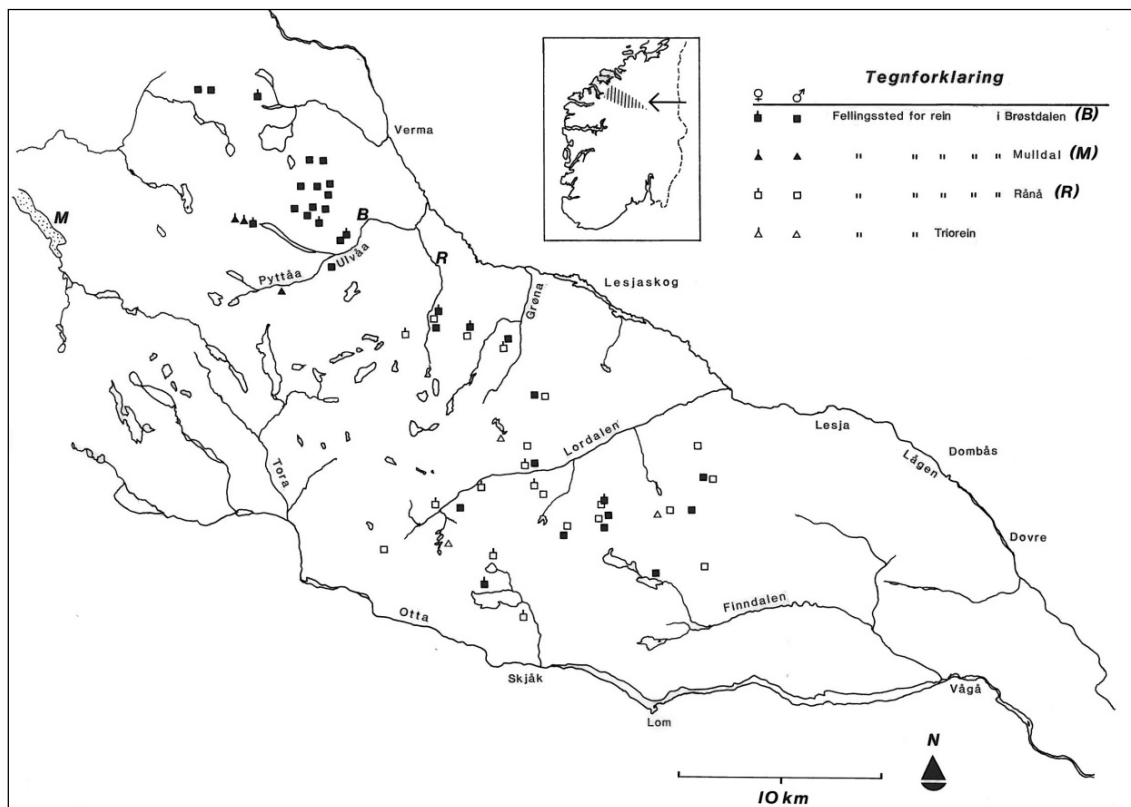 Tegnforklaring
♀ ♂
Fellingssted for rein i Brøstdalen (B)
" " " " " Mulldal (M)
" " " " " Rånå (R)
" " Triorein
Verma
M
B
Ulvåa
Pyttåa
R
Grøna
Lesjaskog
Lordalen
Lesja
Dombås
Lågen
Tora
Dovre
Finndalen
Otta
Skjåk
Vågå
Lom
N
10 km